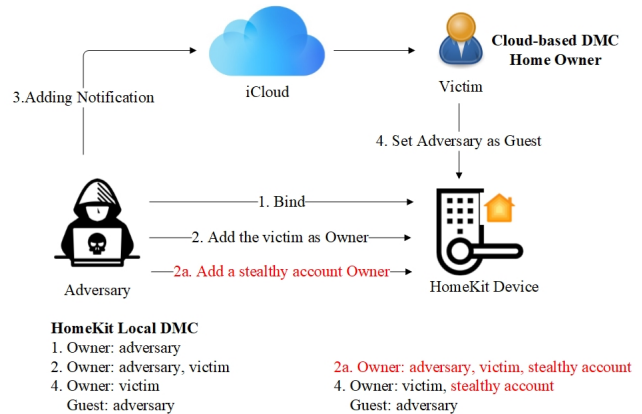 Cloud-based DMC
Home Owner
iCloud
Victim
3.Adding Notification
4. Set Adversary as Guest
1. Bind
2. Add the victim as Owner
2a. Add a stealthy account Owner
Adversary
HomeKit Device
HomeKit Local DMC
1. Owner: adversary
2. Owner: adversary, victim
4. Owner: victim
Guest: adversary
2a. Owner: adversary, victim, stealthy account
4. Owner: victim, stealthy account
Guest: adversary